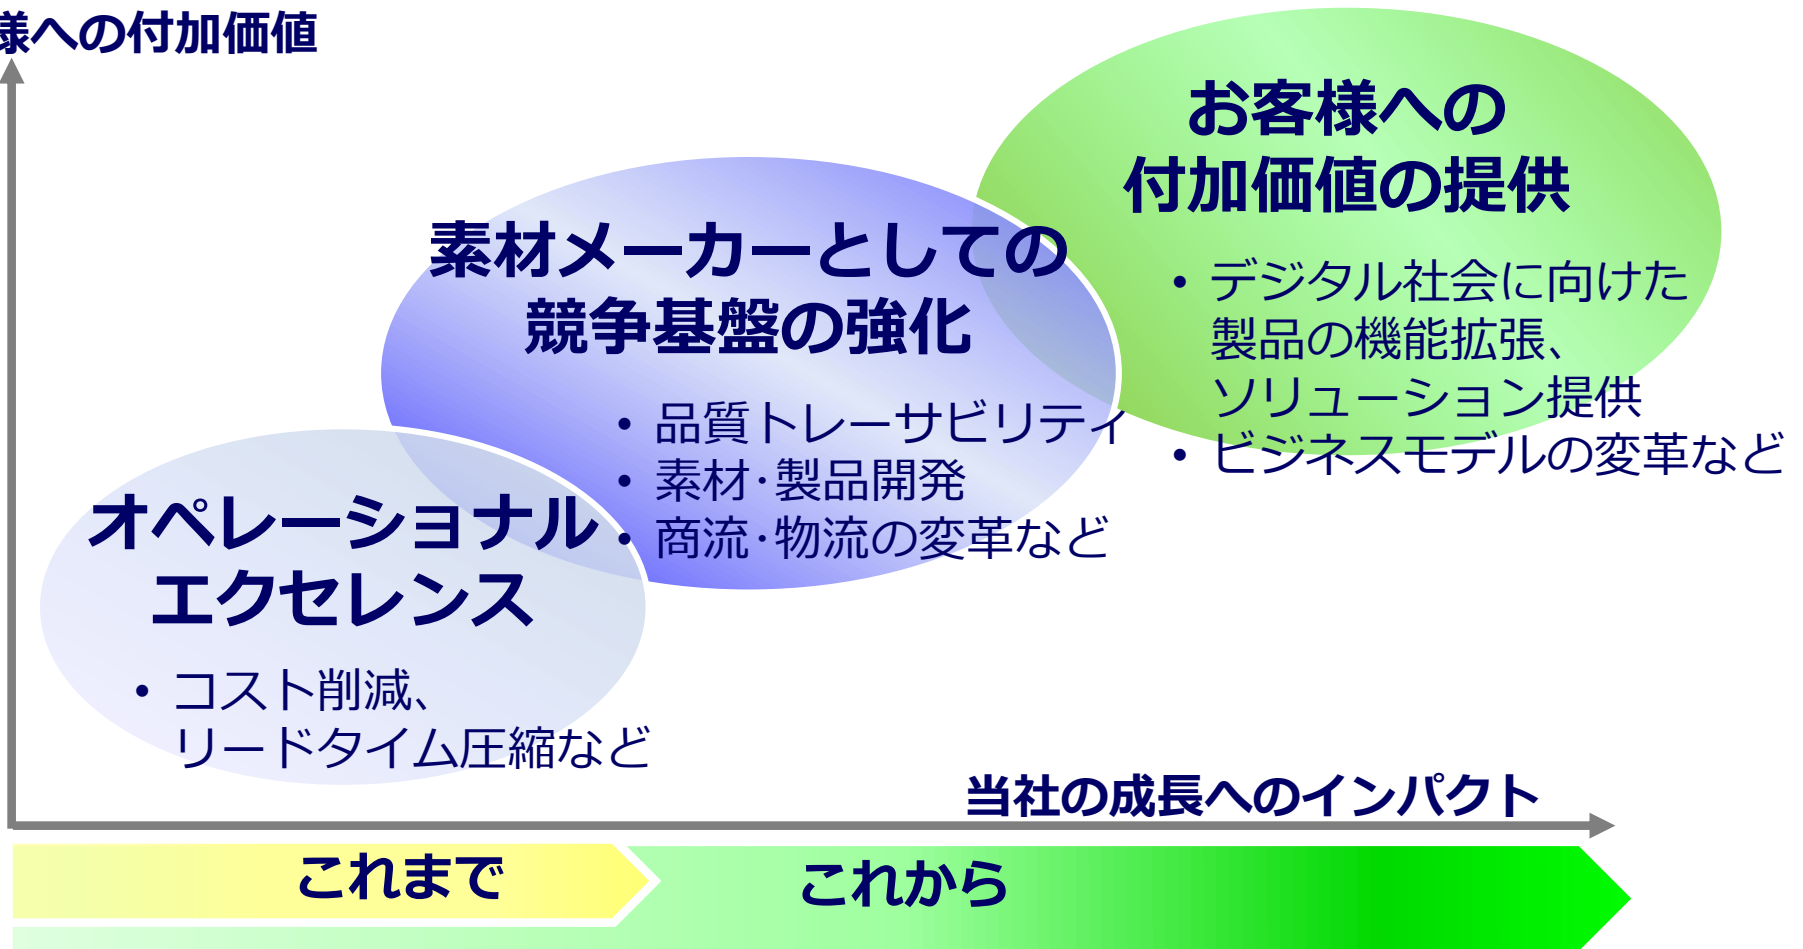 様への付加価値
お客様への
付加価値の提供
• デジタル社会に向けた
製品の機能拡張、
ソリューション提供
• ビジネスモデルの変革など
素材メーカーとしての
競争基盤の強化
• 品質トレーサビリティ
• 素材･製品開発
• 商流･物流の変革など
オペレーショナル
エクセレンス
• コスト削減、
リードタイム圧縮など
当社の成長へのインパクト
これまで
これから